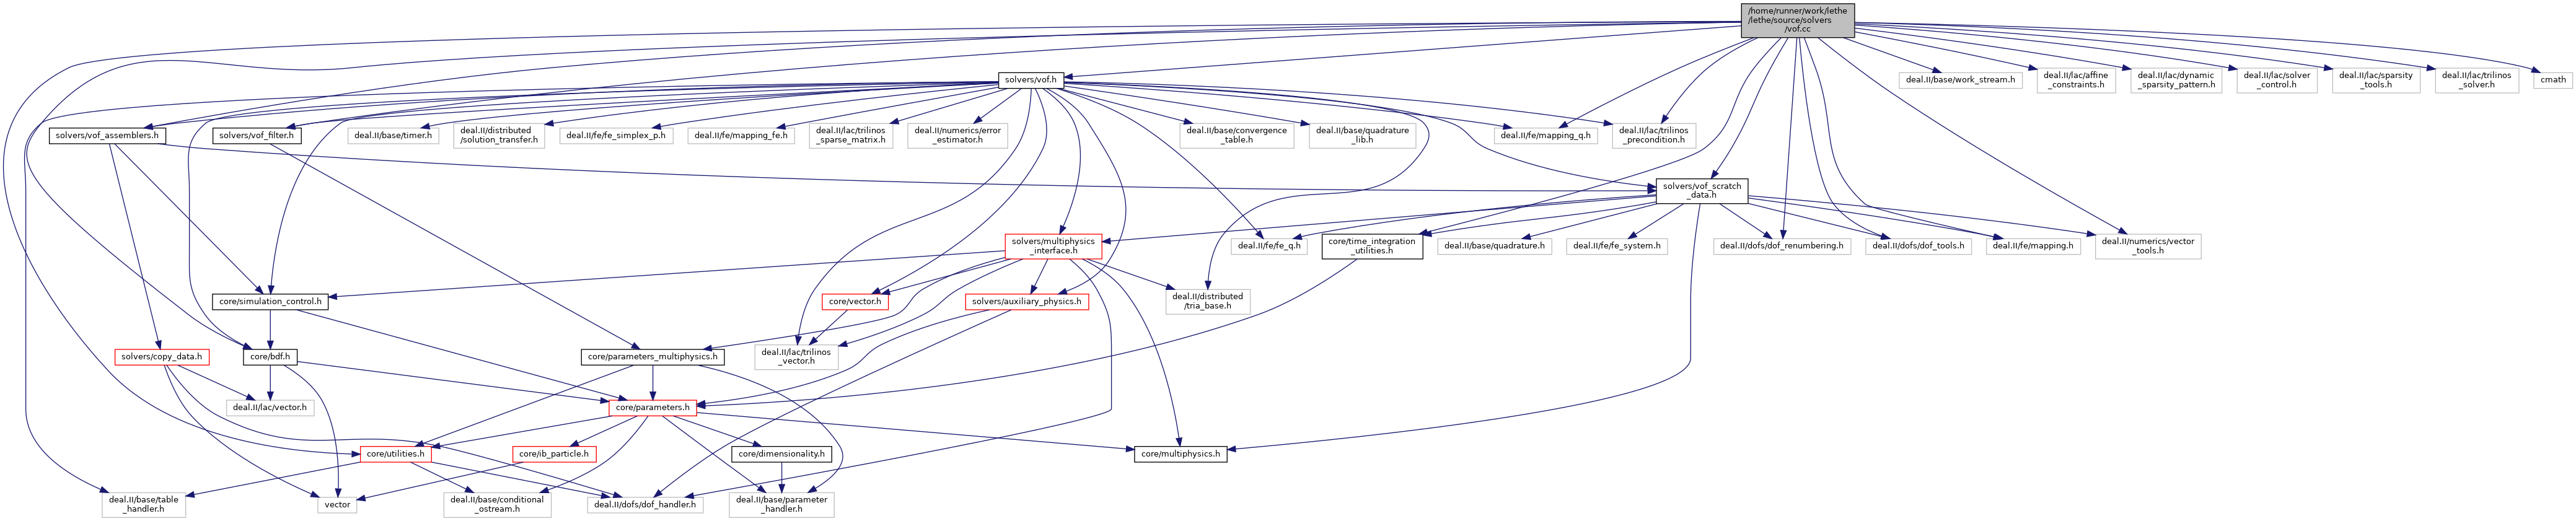 /home/runner/work/lethe
/lethe/source/solvers
/vof.cc
solvers/vof.h
deal.II/base/work_stream.h
deal.II/lac/affine
_constraints.h
deal.II/lac/dynamic
_sparsity_pattern.h
deal.II/lac/solver
_control.h
deal.II/lac/sparsity
_tools.h
deal.II/lac/trilinos
_solver.h
cmath
solvers/vof_assemblers.h
solvers/vof_filter.h
deal.II/base/timer.h
deal.II/distributed
/solution_transfer.h
deal.II/fe/fe_simplex_p.h
deal.II/fe/mapping_fe.h
deal.II/lac/trilinos
_sparse_matrix.h
deal.II/numerics/error
_estimator.h
deal.II/base/convergence
_table.h
deal.II/base/quadrature
_lib.h
deal.II/fe/mapping_q.h
deal.II/lac/trilinos
_precondition.h
solvers/vof_scratch
_data.h
solvers/multiphysics
_interface.h
deal.II/fe/fe_q.h
core/time_integration
_utilities.h
deal.II/base/quadrature.h
deal.II/fe/fe_system.h
deal.II/dofs/dof_renumbering.h
deal.II/dofs/dof_tools.h
deal.II/fe/mapping.h
deal.II/numerics/vector
_tools.h
core/simulation_control.h
core/vector.h
solvers/auxiliary_physics.h
deal.II/distributed
/tria_base.h
solvers/copy_data.h
core/bdf.h
core/parameters_multiphysics.h
deal.II/lac/trilinos
_vector.h
deal.II/lac/vector.h
core/parameters.h
core/utilities.h
core/ib_particle.h
core/dimensionality.h
core/multiphysics.h
deal.II/base/table
_handler.h
vector
deal.II/base/conditional
_ostream.h
deal.II/dofs/dof_handler.h
deal.II/base/parameter
_handler.h